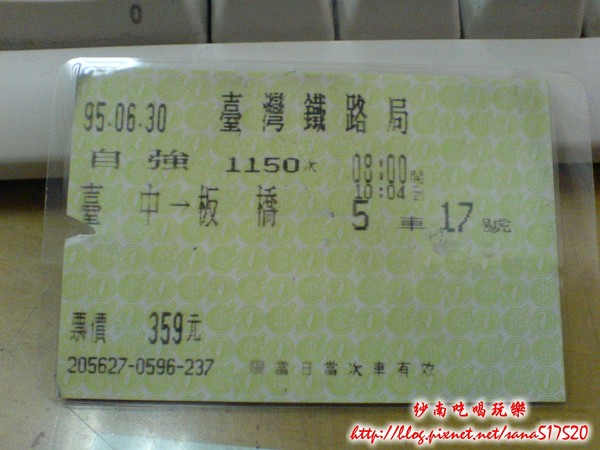 0
95.06.30 臺灣鐵路局
自強 1150次 08:00開
10:04到
臺中→板橋 5車17號
票價 359元
205627-0596-237 限當日當次車有效
紗南吃喝玩樂
http://blog.pixnet.net/sana517520